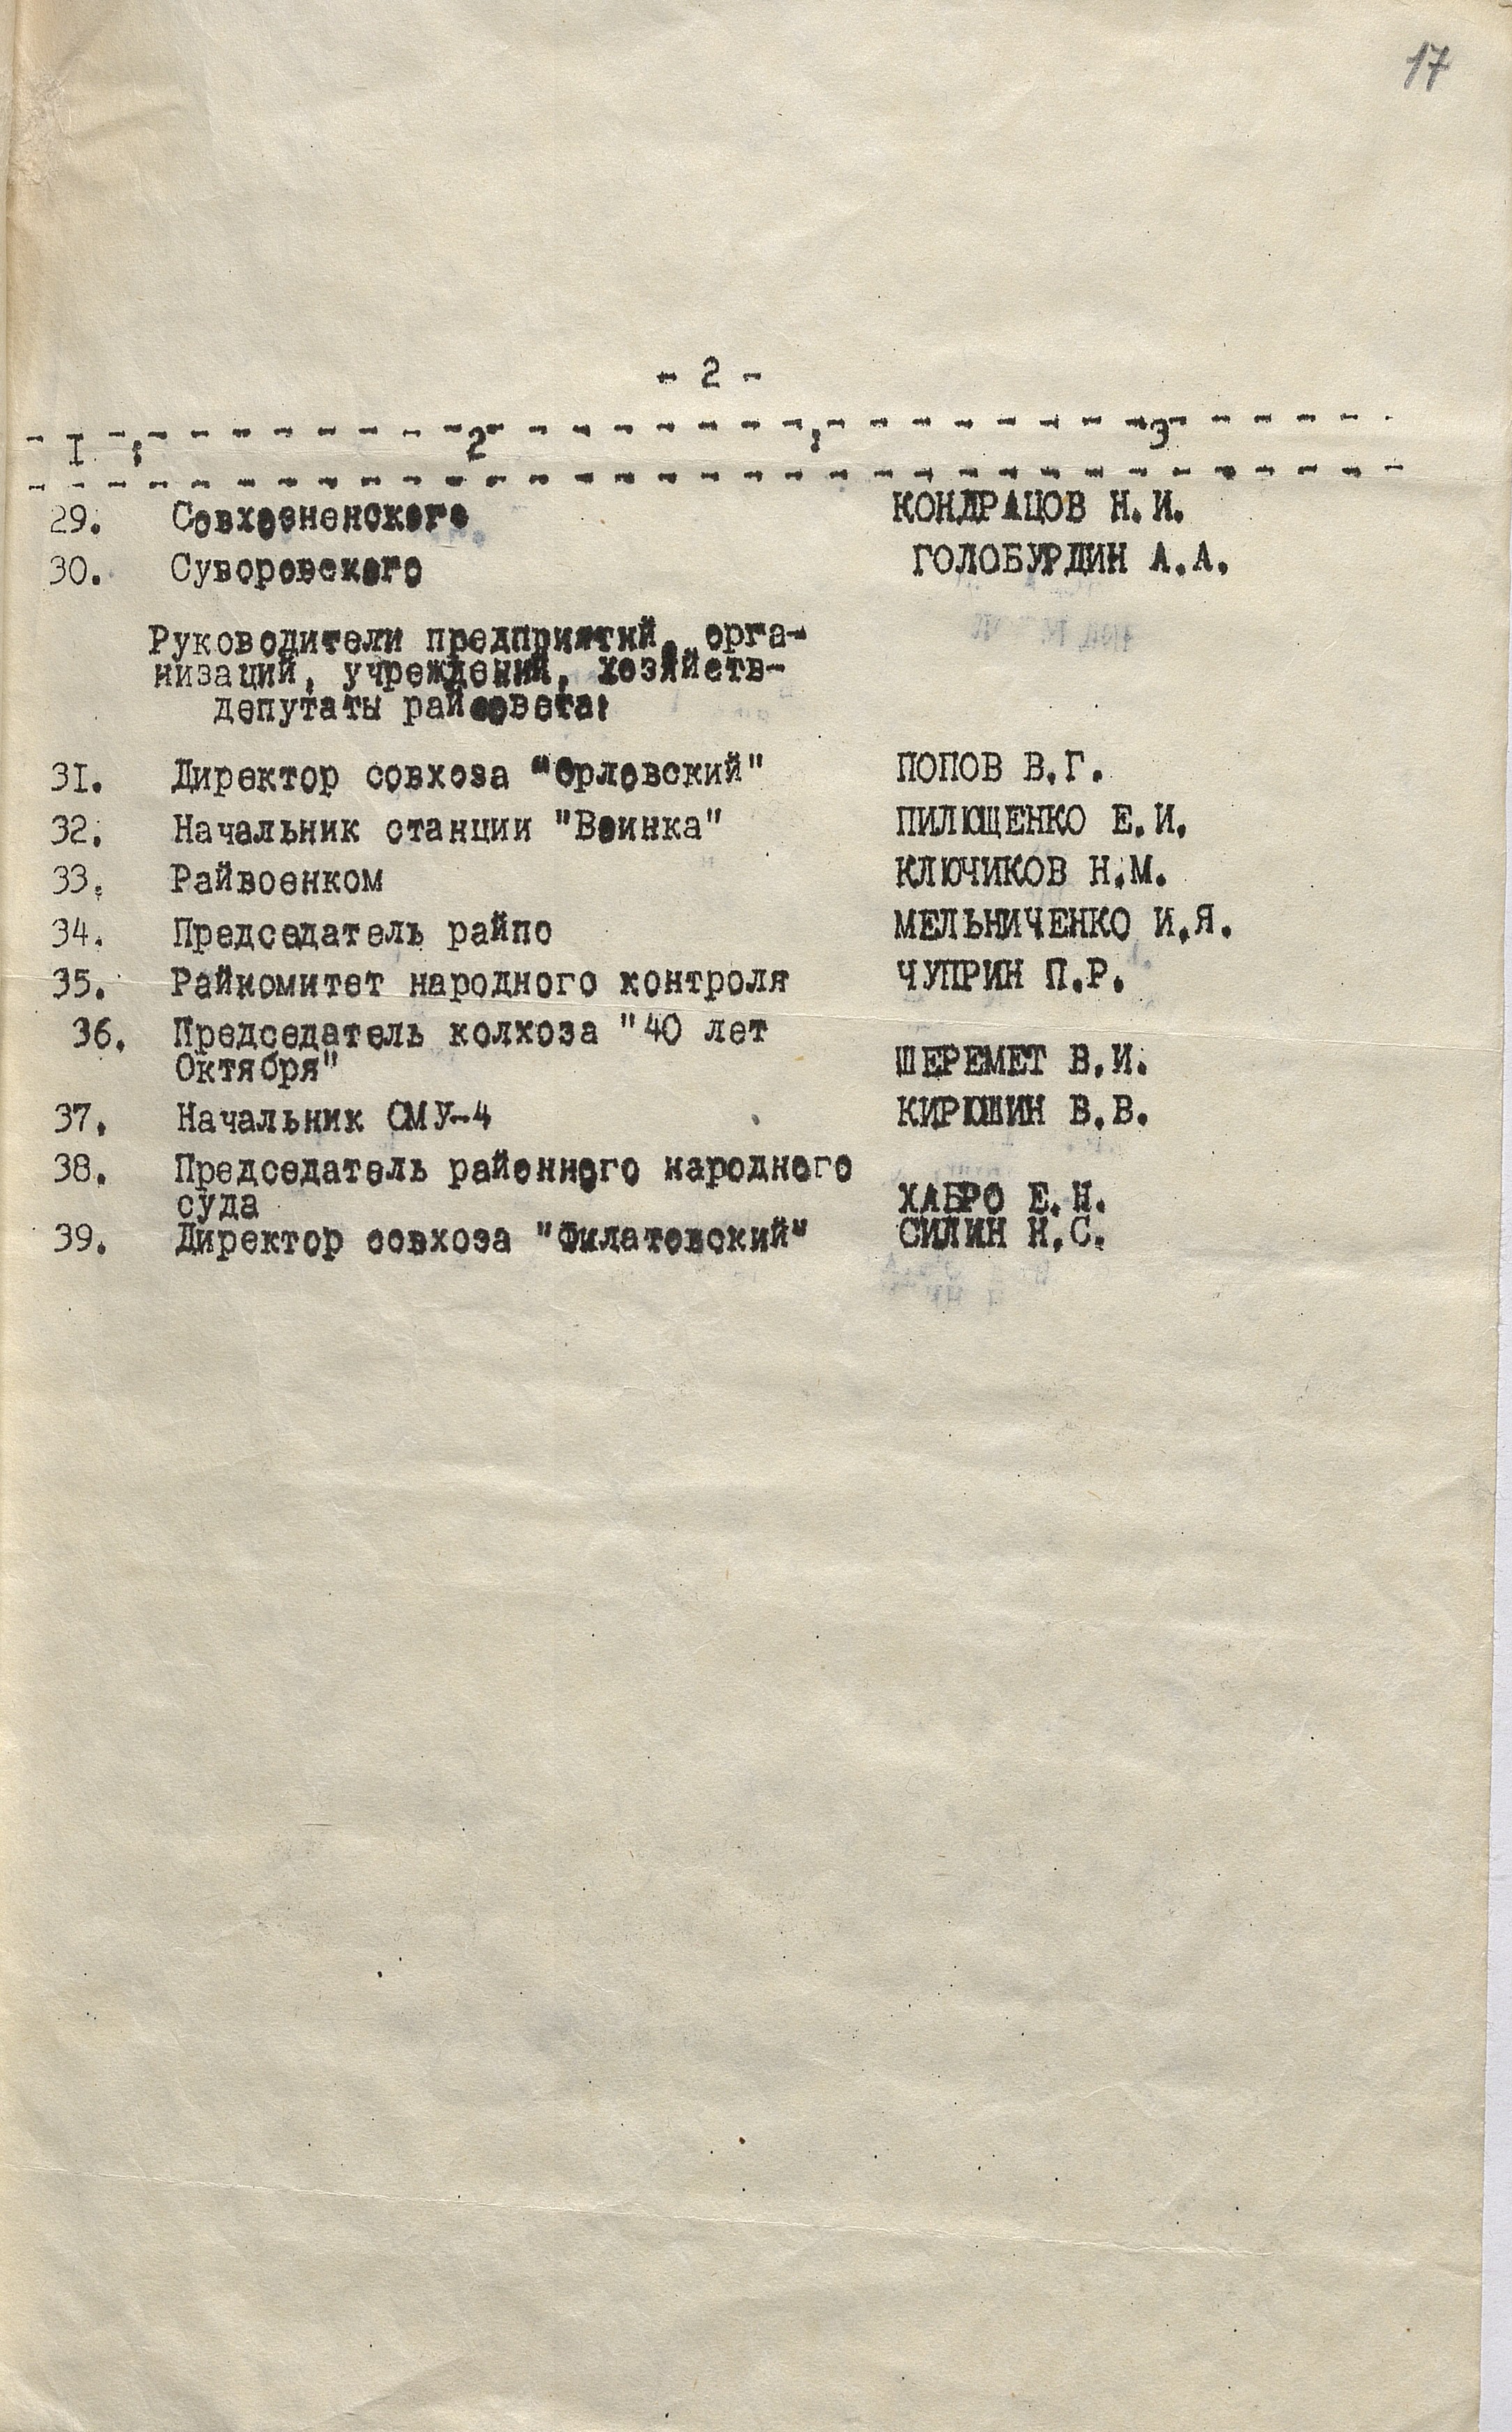 17
- 2 -
I : 2 : 3
29. Совхозненского КОНДРАЦОВ Н.И.
30. Суворовского ГОЛОБУРДИН А.А.
Руководители предприятий, орга-
низаций, учреждений, хозяйств-
депутаты райсовета:
31. Директор совхоза "Орловский" ПОПОВ В.Г.
32. Начальник станции "Воинка" ПИЛЮЩЕНКО Е.И.
33. Райвоенком КЛЮЧИКОВ Н.М.
34. Председатель райпо МЕЛЬНИЧЕНКО И.Я.
35. Райкомитет народного контроля ЧУПРИН П.Р.
36. Председатель колхоза "40 лет
Октября" ШЕРЕМЕТ В.И.
37. Начальник СМУ-4 КИРЮШИН В.В.
38. Председатель районного народного
суда ХАБРО Е.Н.
39. Директор совхоза "Филатовский" СИЛИН Н.С.